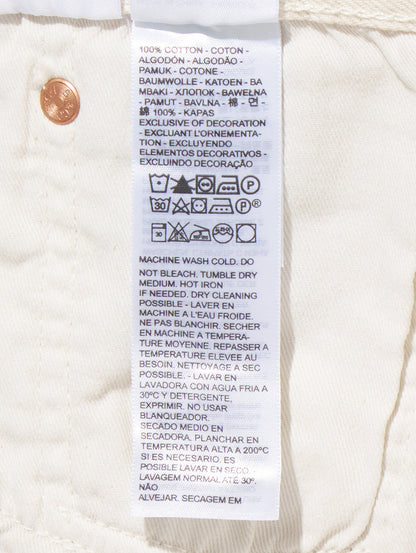 100% COTTON - COTON -
ALGODÓN - ALGODÃO -
PAMUK - COTONE -
BAUMWOLLE - KATOEN - BA
MBAKI - ХЛОПОК - BAWEŁNA
- PAMUT - BAVLNA - 棉 - 면 -
綿 100% - KAPAS
EXCLUSIVE OF DECORATION
- EXCLUANT L'ORNEMENTA-
TION - EXCLUYENDO
ELEMENTOS DECORATIVOS -
EXCLUINDO DECORAÇÃO
30 P
30
MACHINE WASH COLD. DO
NOT BLEACH. TUMBLE DRY
MEDIUM. HOT IRON
IF NEEDED. DRY CLEANING
POSSIBLE - LAVER EN
MACHINE A L'EAU FROIDE.
NE PAS BLANCHIR. SECHER
EN MACHINE A TEMPERA-
TURE MOYENNE. REPASSER A
TEMPERATURE ELEVEE AU
BESOIN. NETTOYAGE A SEC
POSSIBLE. - LAVAR EN
LAVADORA CON AGUA FRIA A
30ºC Y DETERGENTE,
EXPRIMIR. NO USAR
BLANQUEADOR.
SECADO MEDIO EN
SECADORA. PLANCHAR EN
TEMPERATURA ALTA A 200ºC
SI ES NECESARIO. ES
POSIBLE LAVAR EN SECO. -
LAVAGEM NORMAL ATÉ 30º.
NÃO
ALVEJAR. SECAGEM EM